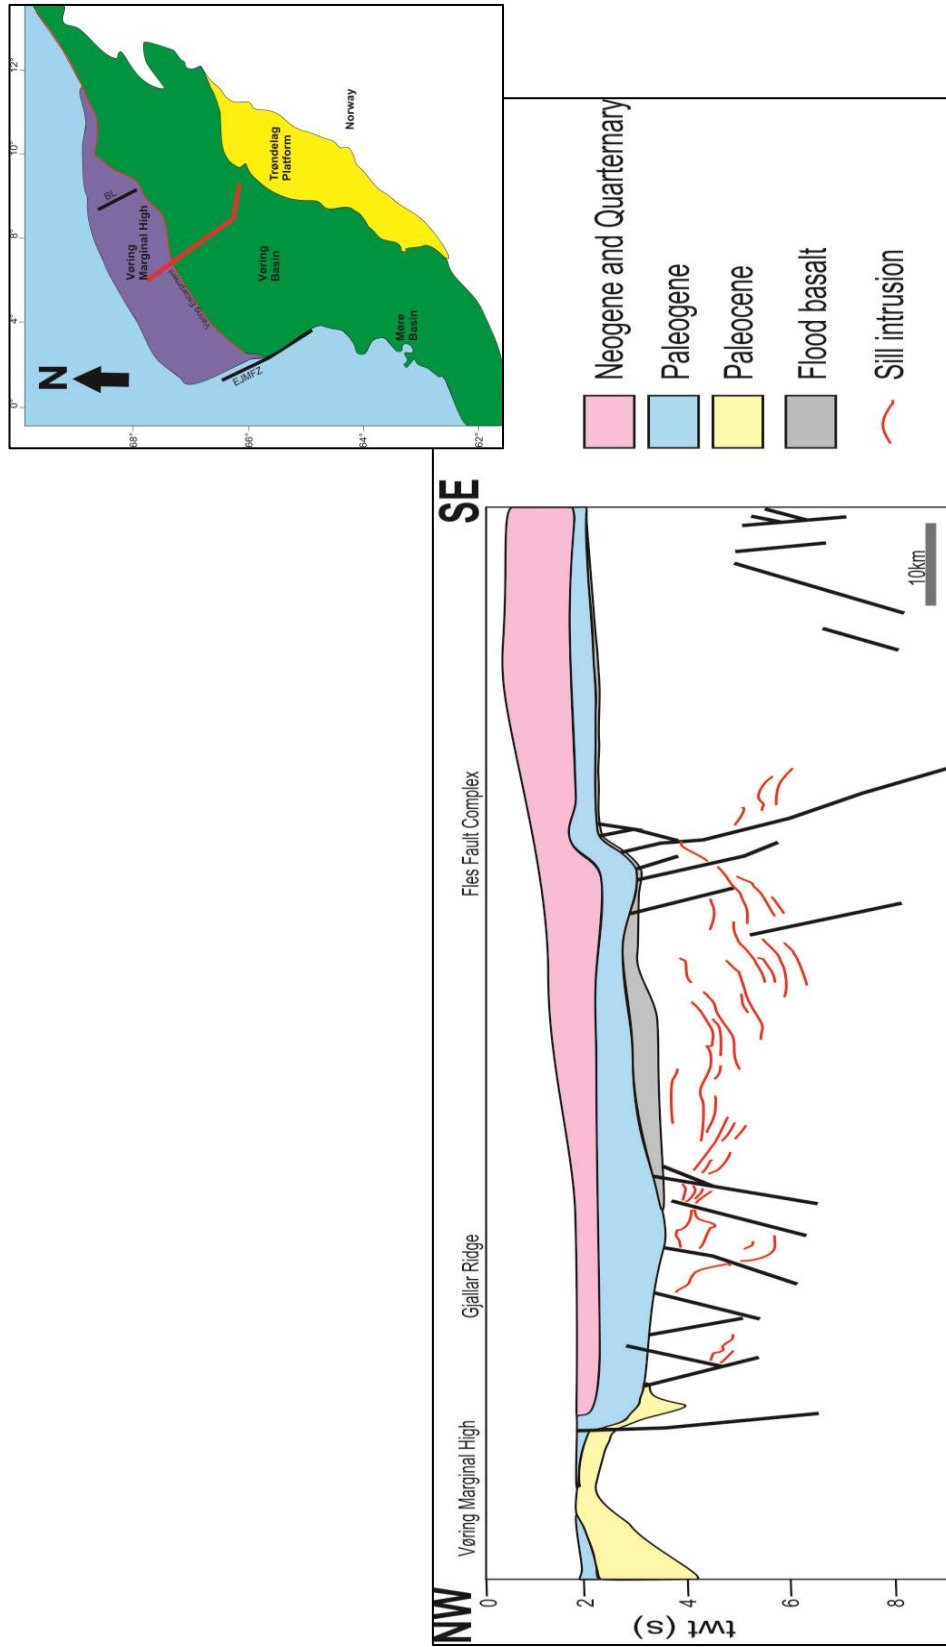 N
0°
4°
8°
10°
12°
68°
66°
64°
62°
BL
Vøring
Marginal High
Vøring Escarpment
EJMFZ
Vøring
Basin
Møre
Basin
Trøndelag
Platform
Norway
NW
SE
Vøring Marginal High
Gjallar Ridge
Fles Fault Complex
0
2
4
6
8
twt (s)
10km
Neogene and Quarternary
Paleogene
Paleocene
Flood basalt
Sill intrusion